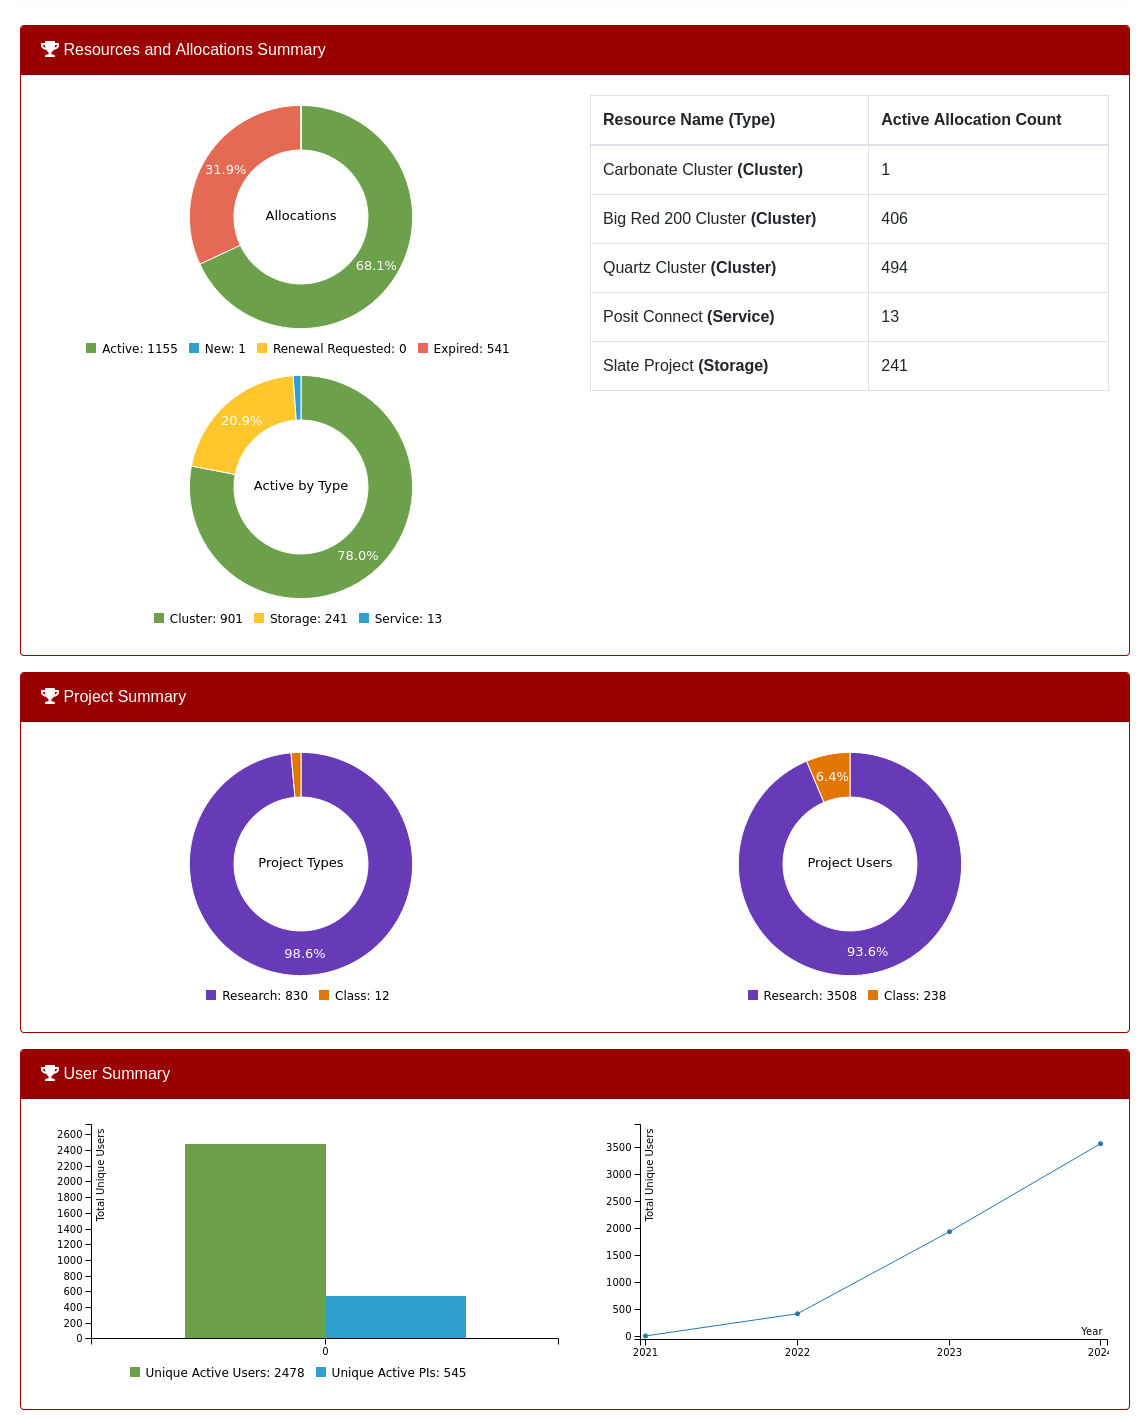 Resources and Allocations Summary
31.9%
Allocations
68.1%
Active: 1155 New: 1 Renewal Requested: 0 Expired: 541
20.9%
Active by Type
78.0%
Cluster: 901 Storage: 241 Service: 13
Resource Name (Type) Active Allocation Count
Carbonate Cluster (Cluster) 1
Big Red 200 Cluster (Cluster) 406
Quartz Cluster (Cluster) 494
Posit Connect (Service) 13
Slate Project (Storage) 241
Project Summary
Project Types
98.6%
Research: 830 Class: 12
6.4%
Project Users
93.6%
Research: 3508 Class: 238
User Summary
Total Unique Users
2600
2400
2200
2000
1800
1600
1400
1200
1000
800
600
400
200
0
0
Unique Active Users: 2478 Unique Active PIs: 545
Total Unique Users
3500
3000
2500
2000
1500
1000
500
0
Year
2021 2022 2023 2024